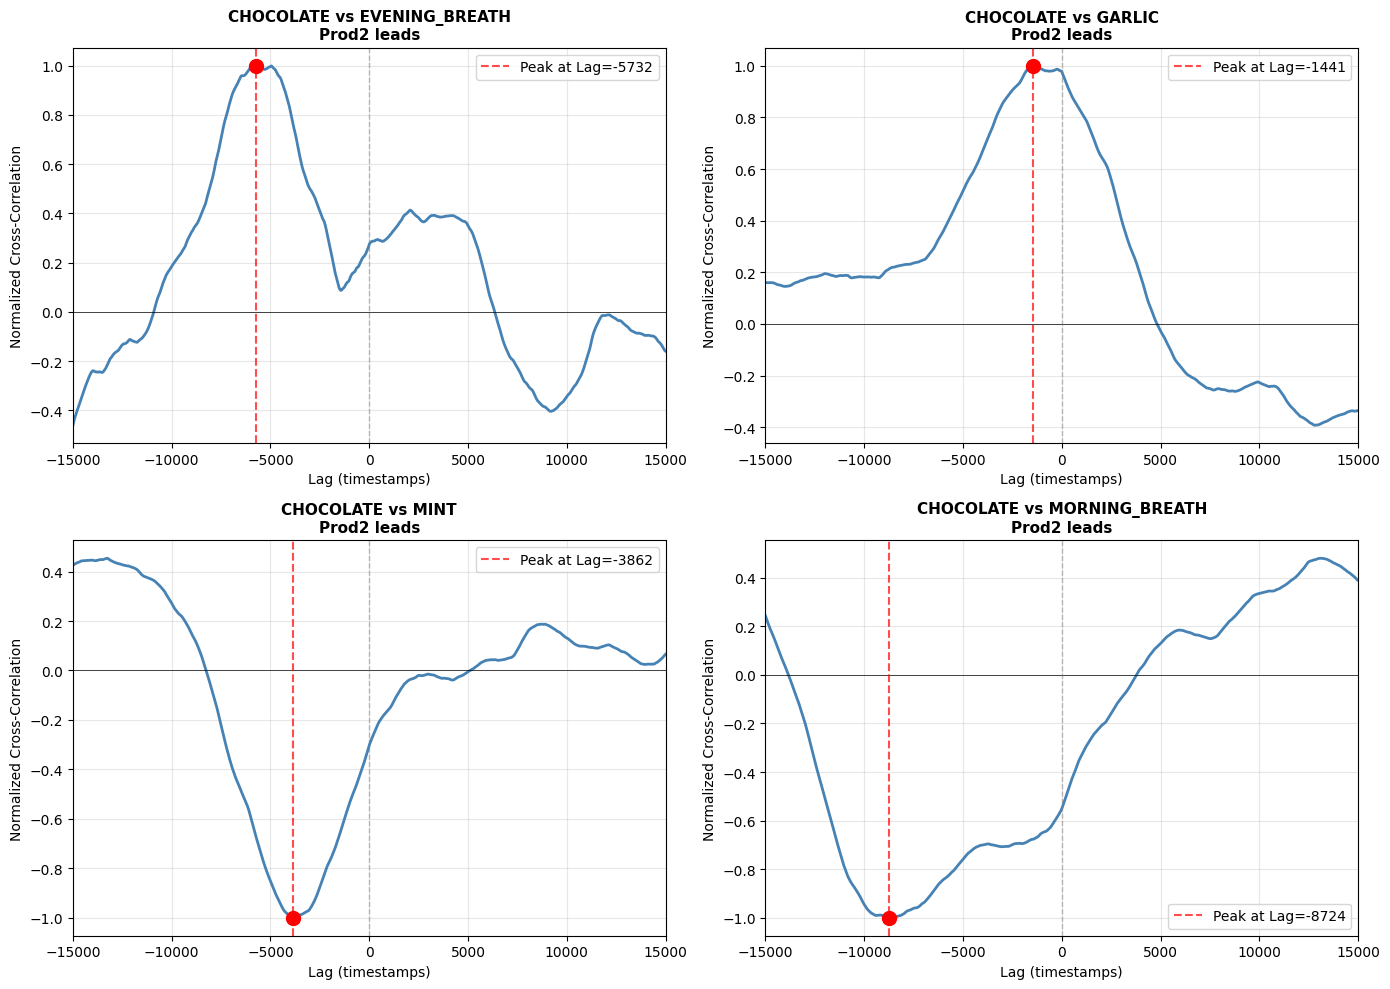 CHOCOLATE vs EVENING_BREATH
Prod2 leads
Peak at Lag=-5732
1.0
0.8
0.6
0.4
0.2
0.0
−0.2
−0.4
Normalized Cross-Correlation
−15000 −10000 −5000 0 5000 10000 15000
Lag (timestamps)
CHOCOLATE vs GARLIC
Prod2 leads
Peak at Lag=-1441
1.0
0.8
0.6
0.4
0.2
0.0
−0.2
−0.4
Normalized Cross-Correlation
−15000 −10000 −5000 0 5000 10000 15000
Lag (timestamps)
CHOCOLATE vs MINT
Prod2 leads
Peak at Lag=-3862
0.4
0.2
0.0
−0.2
−0.4
−0.6
−0.8
−1.0
Normalized Cross-Correlation
−15000 −10000 −5000 0 5000 10000 15000
Lag (timestamps)
CHOCOLATE vs MORNING_BREATH
Prod2 leads
0.4
0.2
0.0
−0.2
−0.4
−0.6
−0.8
−1.0
Normalized Cross-Correlation
Peak at Lag=-8724
−15000 −10000 −5000 0 5000 10000 15000
Lag (timestamps)